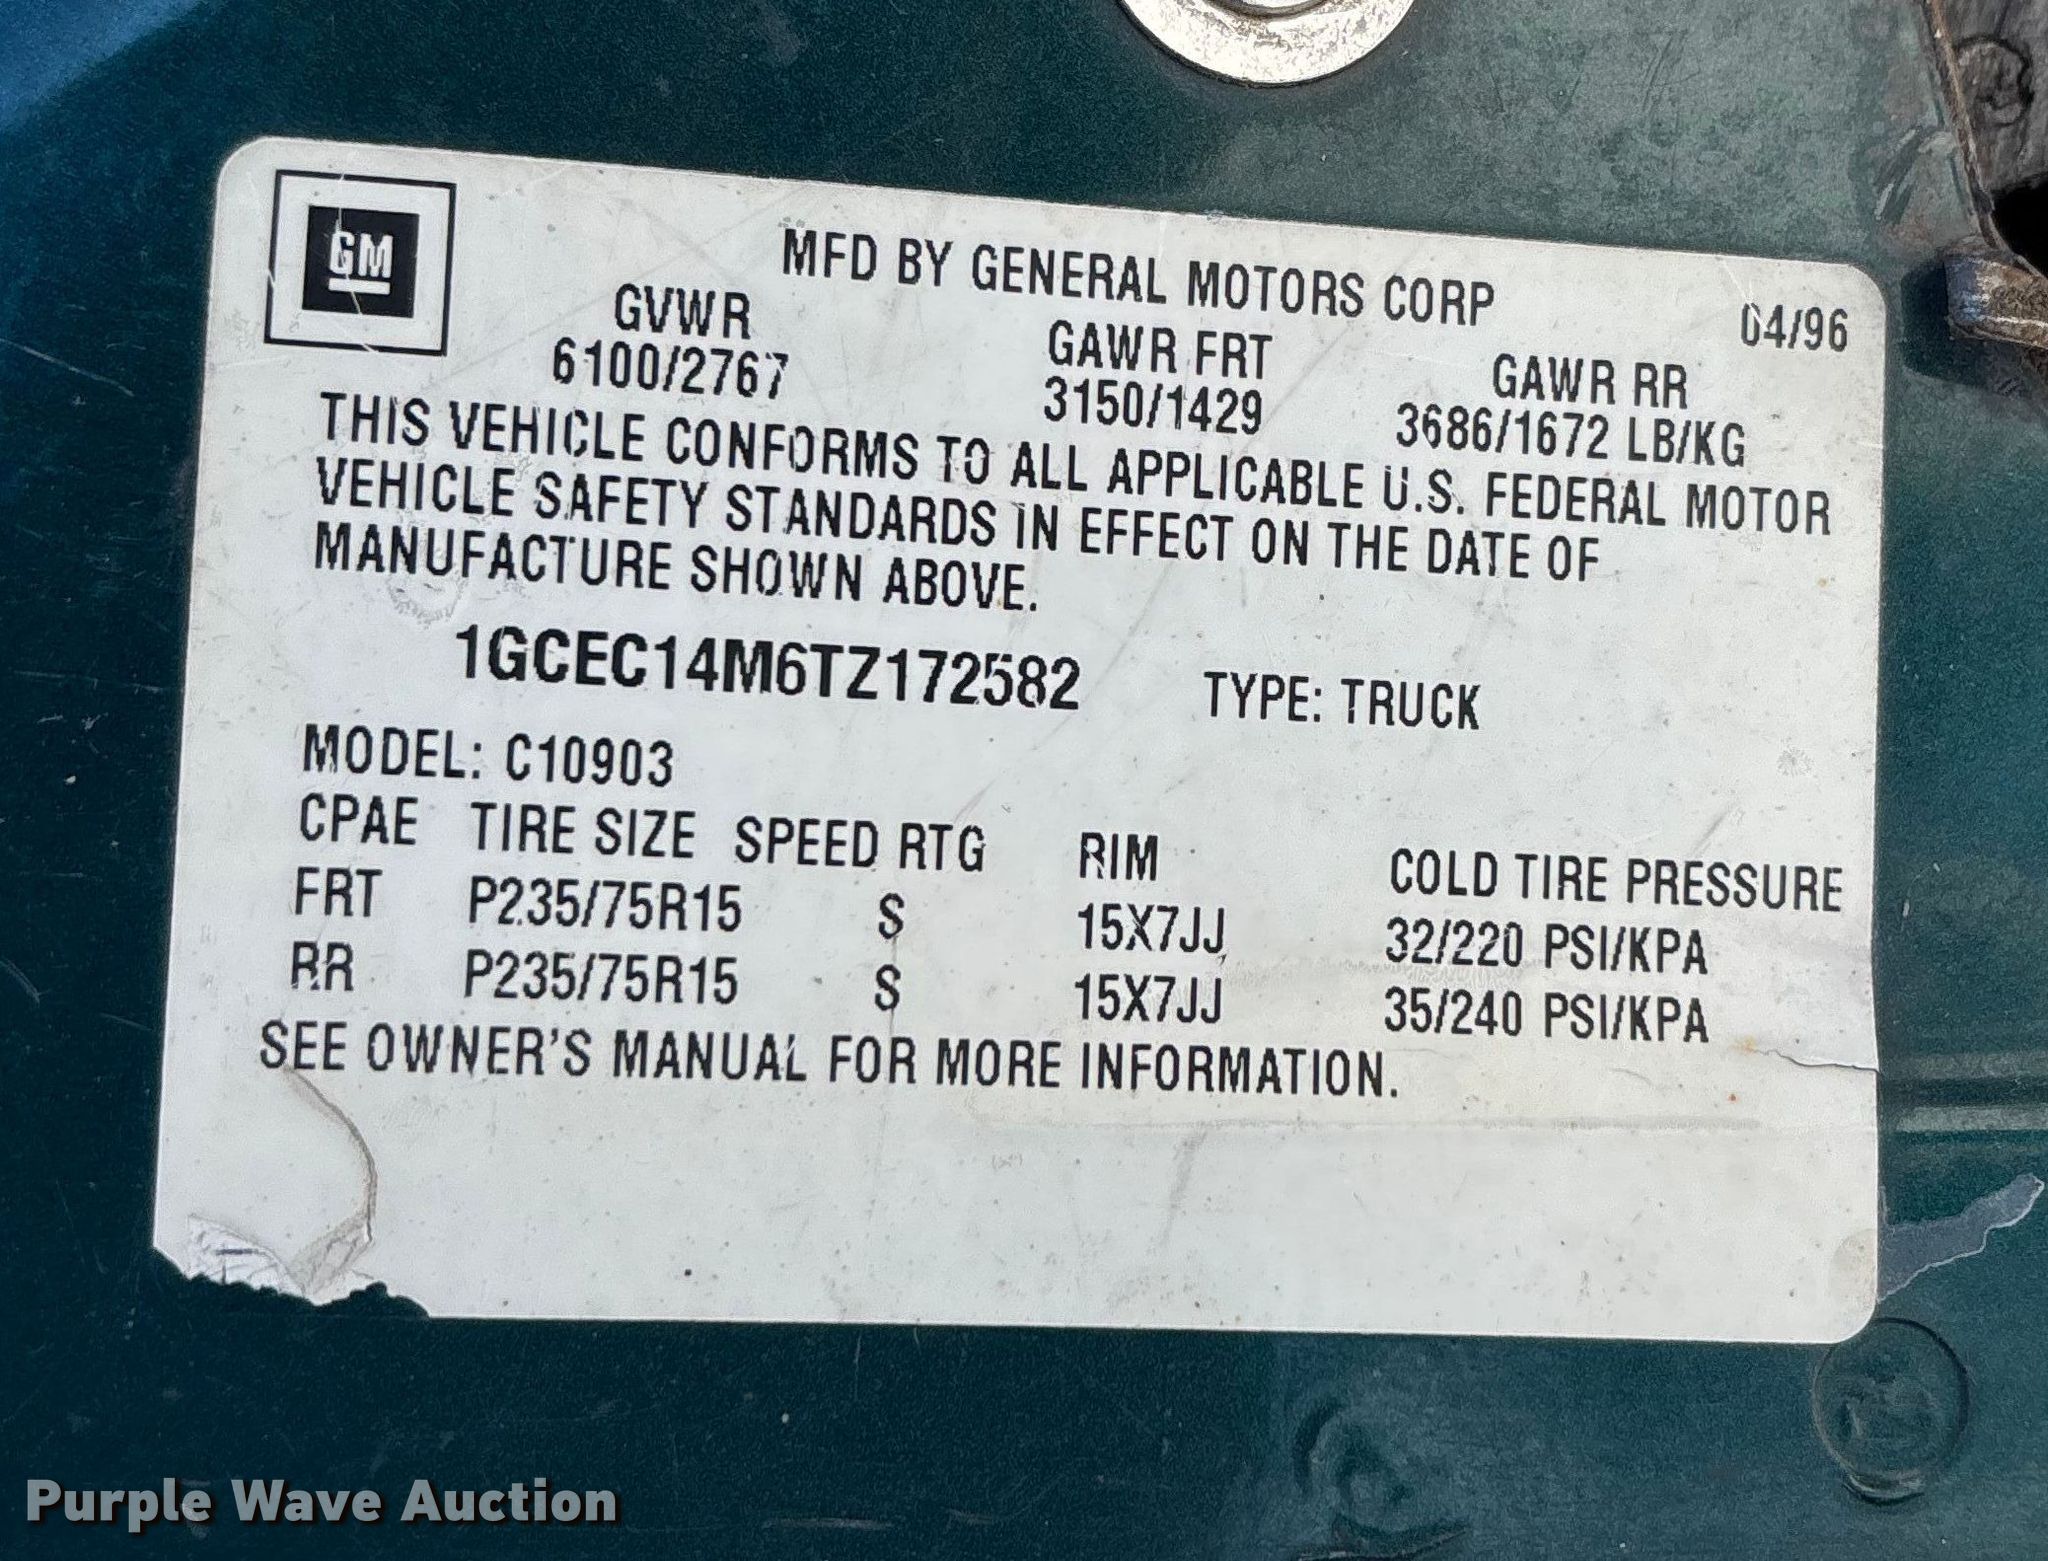 GM
MFD BY GENERAL MOTORS CORP 04/96
GVWR GAWR FRT GAWR RR
6100/2767 3150/1429 3686/1672 LB/KG
THIS VEHICLE CONFORMS TO ALL APPLICABLE U.S. FEDERAL MOTOR
VEHICLE SAFETY STANDARDS IN EFFECT ON THE DATE OF
MANUFACTURE SHOWN ABOVE.
1GCEC14M6TZ172582 TYPE: TRUCK
MODEL: C10903
CPAE TIRE SIZE SPEED RTG RIM COLD TIRE PRESSURE
FRT P235/75R15 S 15X7JJ 32/220 PSI/KPA
RR P235/75R15 S 15X7JJ 35/240 PSI/KPA
SEE OWNER'S MANUAL FOR MORE INFORMATION.
Purple Wave Auction